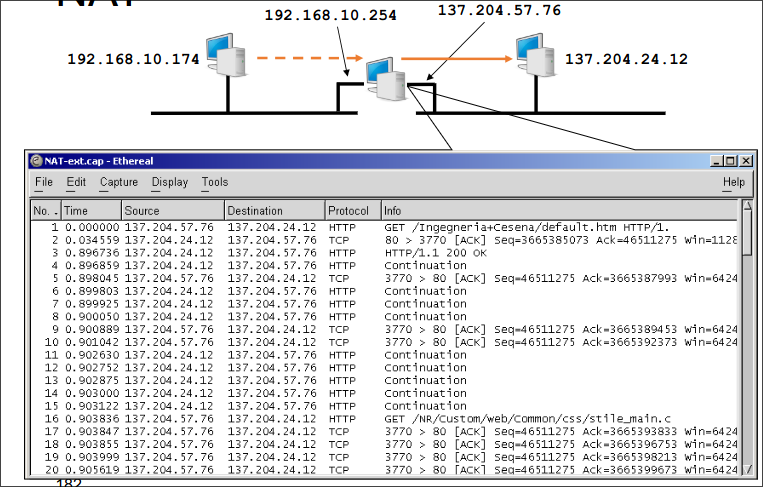 NAT
192.168.10.254
137.204.57.76
192.168.10.174
137.204.24.12
NAT-ext.cap - Ethereal
File Edit Capture Display Tools Help
No. . Time Source Destination Protocol Info
1 0.000000 137.204.57.76 137.204.24.12 HTTP GET /Ingegneria+Cesena/default.htm HTTP/1.
2 0.034559 137.204.24.12 137.204.57.76 TCP 80 > 3770 [ACK] Seq=3665385073 Ack=46511275 Win=1128
3 0.896736 137.204.24.12 137.204.57.76 HTTP HTTP/1.1 200 OK
4 0.896859 137.204.24.12 137.204.57.76 HTTP Continuation
5 0.898045 137.204.57.76 137.204.24.12 TCP 3770 > 80 [ACK] Seq=46511275 Ack=3665387993 Win=6424
6 0.899803 137.204.24.12 137.204.57.76 HTTP Continuation
7 0.899925 137.204.24.12 137.204.57.76 HTTP Continuation
8 0.900050 137.204.24.12 137.204.57.76 HTTP Continuation
9 0.900889 137.204.57.76 137.204.24.12 TCP 3770 > 80 [ACK] Seq=46511275 Ack=3665389453 Win=6424
10 0.901042 137.204.57.76 137.204.24.12 TCP 3770 > 80 [ACK] Seq=46511275 Ack=3665392373 Win=6424
11 0.902630 137.204.24.12 137.204.57.76 HTTP Continuation
12 0.902752 137.204.24.12 137.204.57.76 HTTP Continuation
13 0.902875 137.204.24.12 137.204.57.76 HTTP Continuation
14 0.903000 137.204.24.12 137.204.57.76 HTTP Continuation
15 0.903122 137.204.24.12 137.204.57.76 HTTP Continuation
16 0.903836 137.204.57.76 137.204.24.12 HTTP GET /NR/Custom/web/Common/css/stile_main.c
17 0.903847 137.204.57.76 137.204.24.12 TCP 3770 > 80 [ACK] Seq=46511275 Ack=3665393833 Win=6424
18 0.903855 137.204.57.76 137.204.24.12 TCP 3770 > 80 [ACK] Seq=46511275 Ack=3665396753 Win=6424
19 0.903999 137.204.57.76 137.204.24.12 TCP 3770 > 80 [ACK] Seq=46511275 Ack=3665398213 Win=6424
20 0.905619 137.204.57.76 137.204.24.12 TCP 3770 > 80 [ACK] Seq=46511275 Ack=3665399673 Win=6424
182